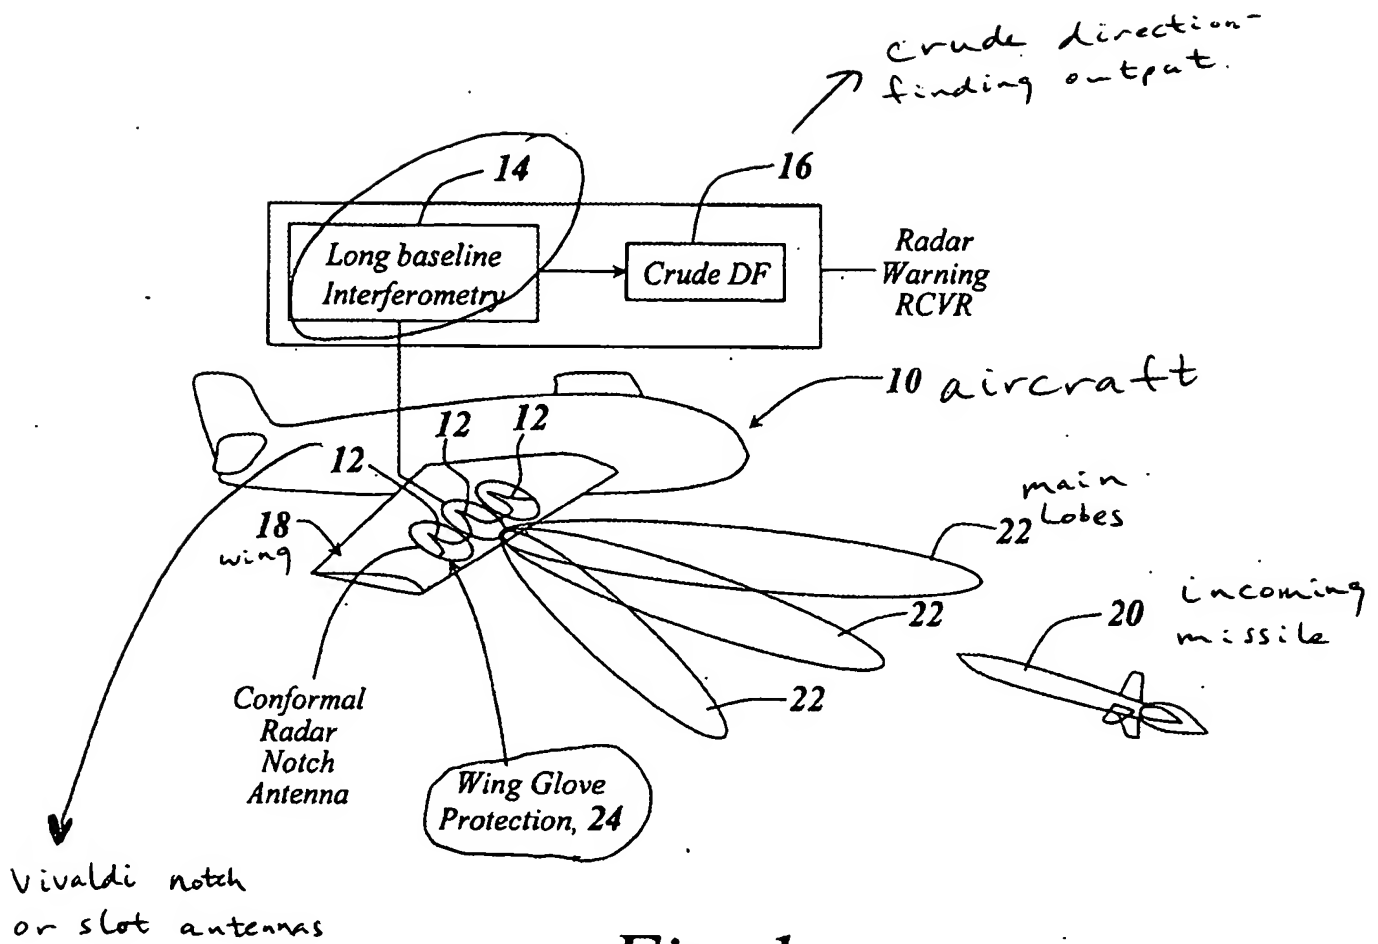 crude direction-
finding output.
14
16
Long baseline
Interferometry
Crude DF
Radar
Warning
RCVR
10 aircraft
12
12
12
main
lobes
22
18
wing
22
20
incoming
missile
22
Conformal
Radar
Notch
Antenna
Wing Glove
Protection, 24
Vivaldi notch
or slot antennas